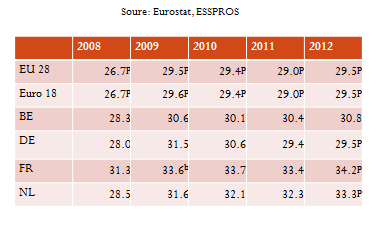 Soure: Eurostat, ESSPROS
2008 2009 2010 2011 2012
EU 28 26.7P 29.5P 29.4P 29.0P 29.5P
Euro 18 26.7P 29.6P 29.4P 29.0P 29.5P
BE 28.3 30.6 30.1 30.4 30.8
DE 28.0 31.5 30.6 29.4 29.5P
FR 31.3 33.6b 33.7 33.4 34.2P
NL 28.5 31.6 32.1 32.3 33.3P